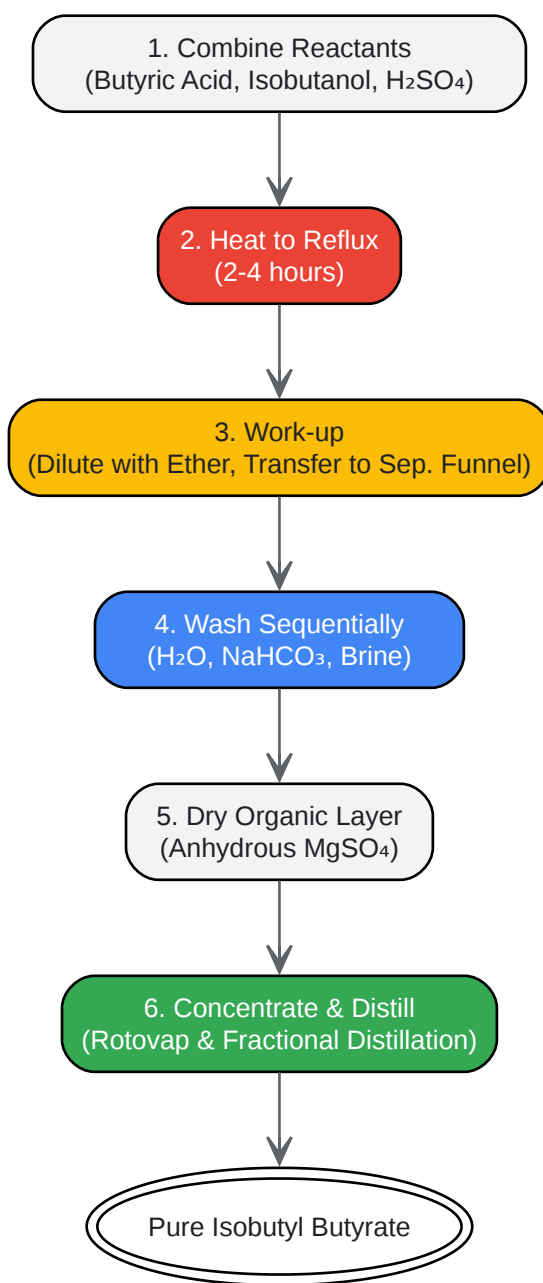 1. Combine Reactants
(Butyric Acid, Isobutanol, H₂SO₄)
2. Heat to Reflux
(2-4 hours)
3. Work-up
(Dilute with Ether, Transfer to Sep. Funnel)
4. Wash Sequentially
(H₂O, NaHCO₃, Brine)
5. Dry Organic Layer
(Anhydrous MgSO₄)
6. Concentrate & Distill
(Rotovap & Fractional Distillation)
Pure Isobutyl Butyrate